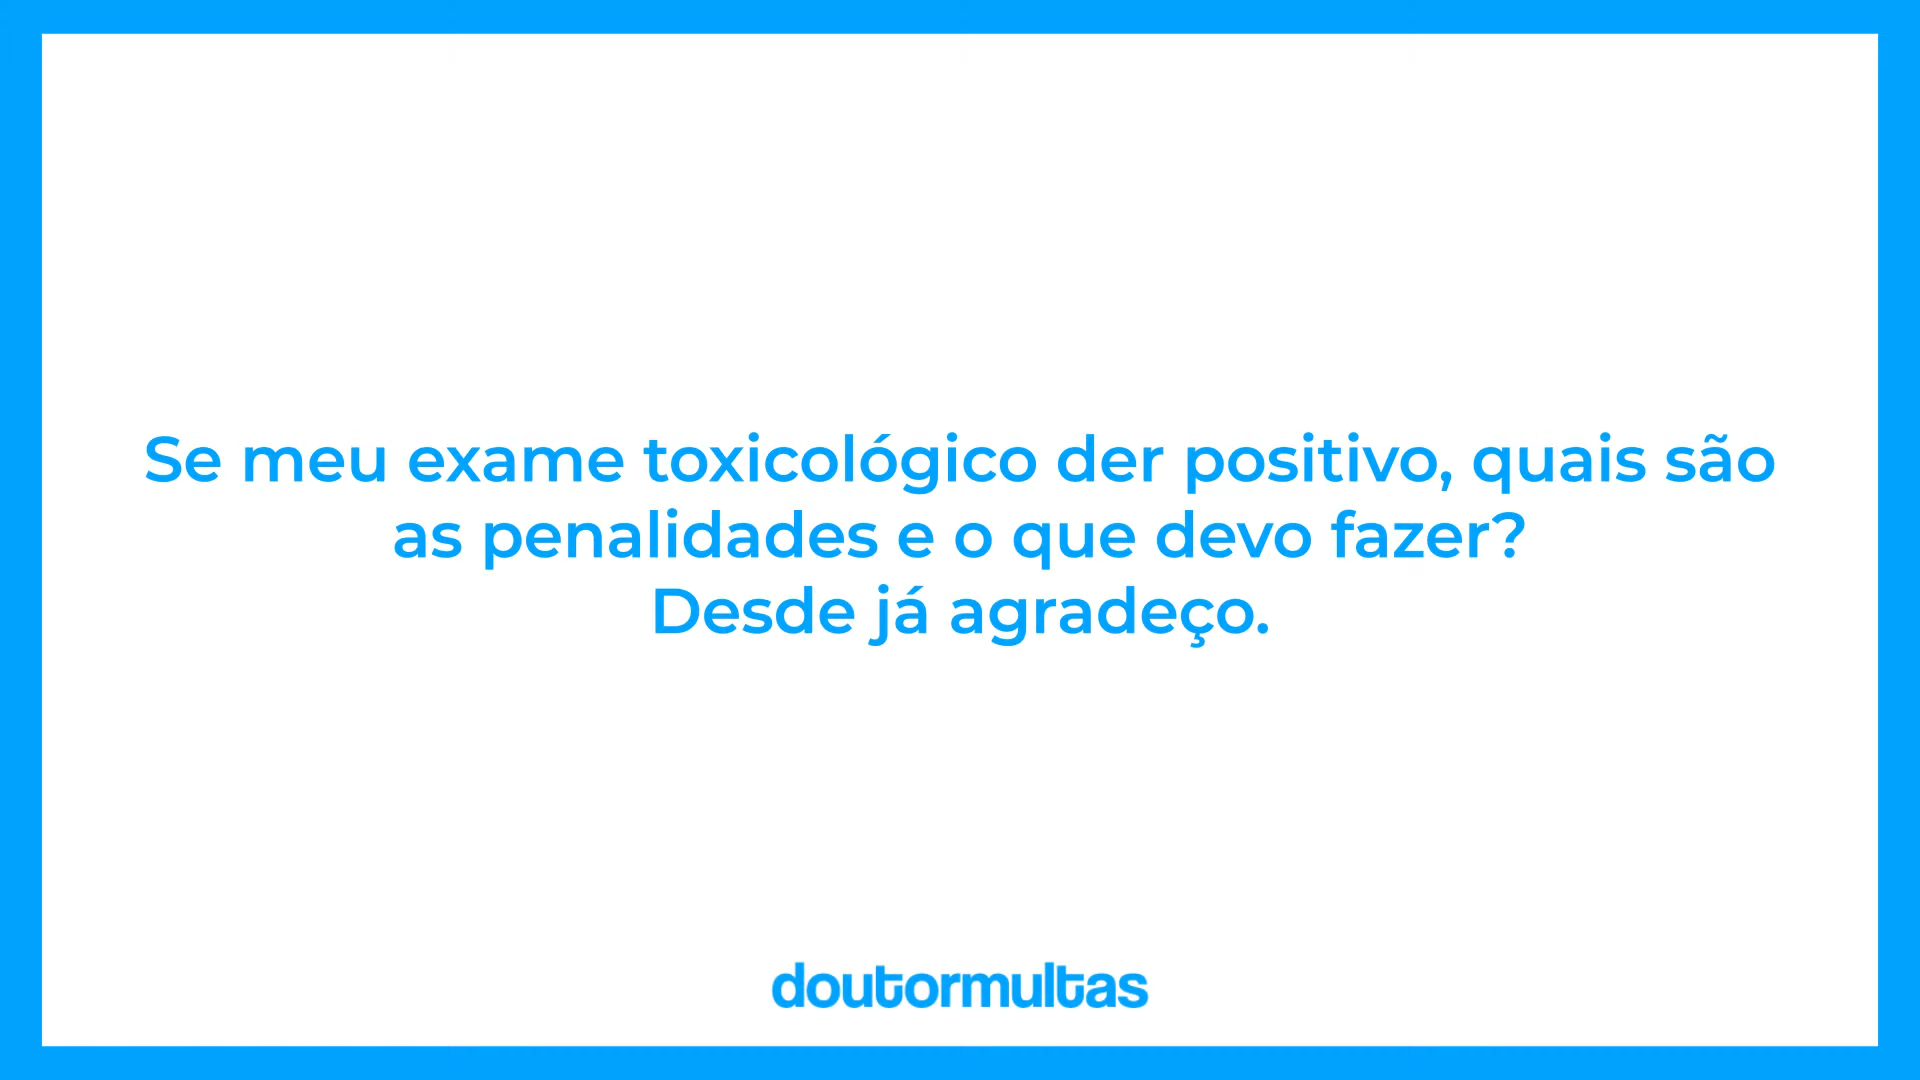 Se meu exame toxicológico der positivo, quais são
as penalidades e o que devo fazer?
Desde já agradeço.
doutormultas